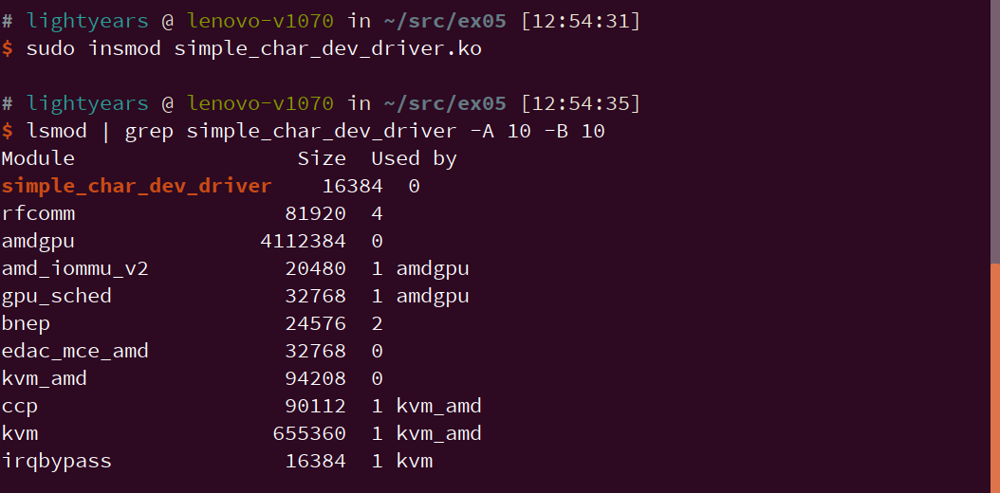 # lightyears @ lenovo-v1070 in ~/src/ex05 [12:54:31]
$ sudo insmod simple_char_dev_driver.ko
# lightyears @ lenovo-v1070 in ~/src/ex05 [12:54:35]
$ lsmod | grep simple_char_dev_driver -A 10 -B 10
Module                  Size  Used by
simple_char_dev_driver    16384  0
rfcomm                 81920  4
amdgpu               4112384  0
amd_iommu_v2           20480  1 amdgpu
gpu_sched              32768  1 amdgpu
bnep                   24576  2
edac_mce_amd           32768  0
kvm_amd                94208  0
ccp                    90112  1 kvm_amd
kvm                   655360  1 kvm_amd
irqbypass              16384  1 kvm